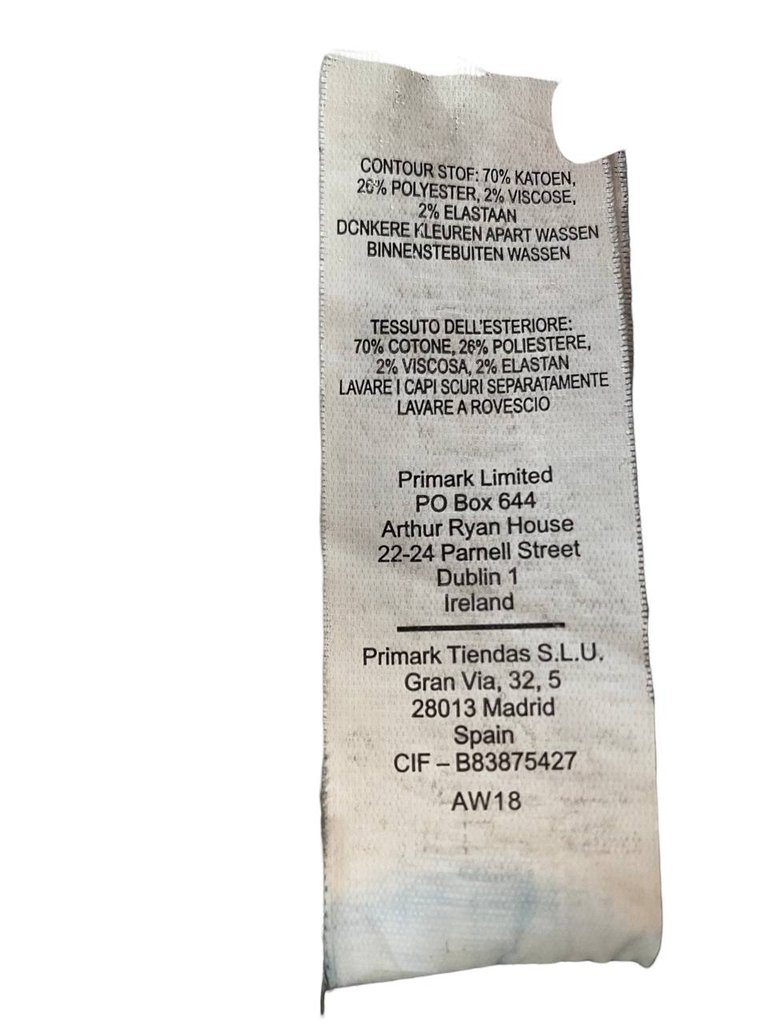 CONTOUR STOF: 70% KATOEN,
26% POLYESTER, 2% VISCOSE,
2% ELASTAAN
DONKERE KLEUREN APART WASSEN
BINNENSTEBUITEN WASSEN
TESSUTO DELL'ESTERIORE:
70% COTONE, 26% POLIESTERE,
2% VISCOSA, 2% ELASTAN
LAVARE I CAPI SCURI SEPARATAMENTE
LAVARE A ROVESCIO
Primark Limited
PO Box 644
Arthur Ryan House
22-24 Parnell Street
Dublin 1
Ireland
Primark Tiendas S.L.U.
Gran Via, 32, 5
28013 Madrid
Spain
CIF – B83875427
AW18